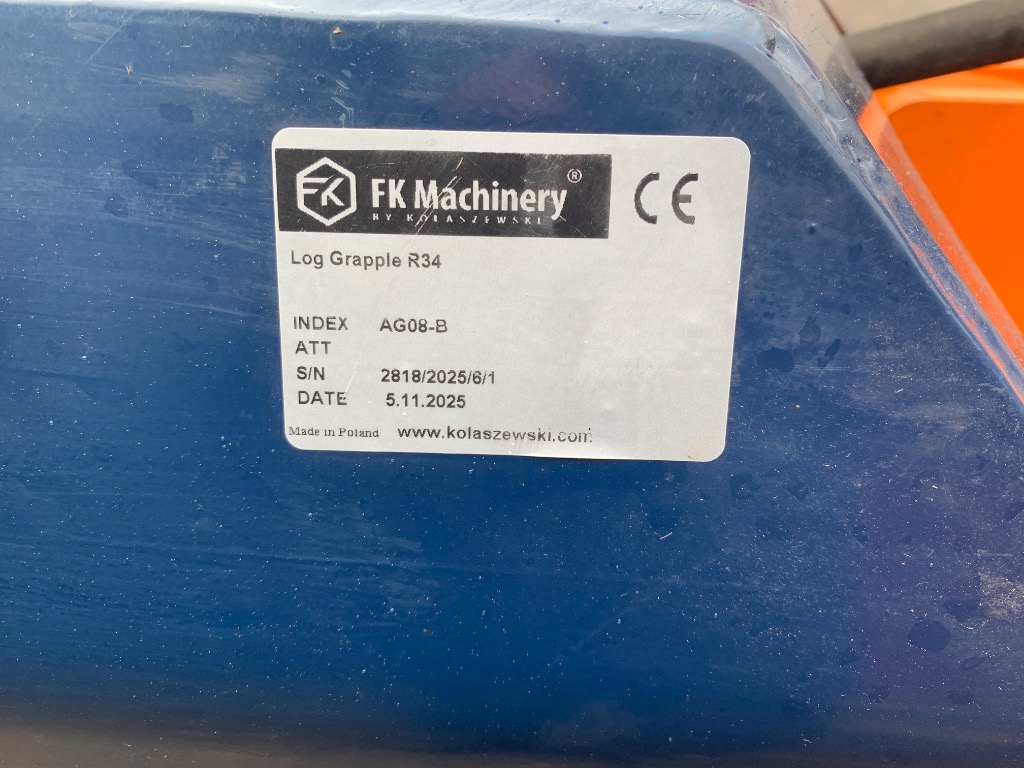 FK
FK Machinery®
BY KOLASZEWSKI
CE
Log Grapple R34
INDEX AG08-B
ATT
S/N 2818/2025/6/1
DATE 5.11.2025
Made in Poland www.kolaszewski.com